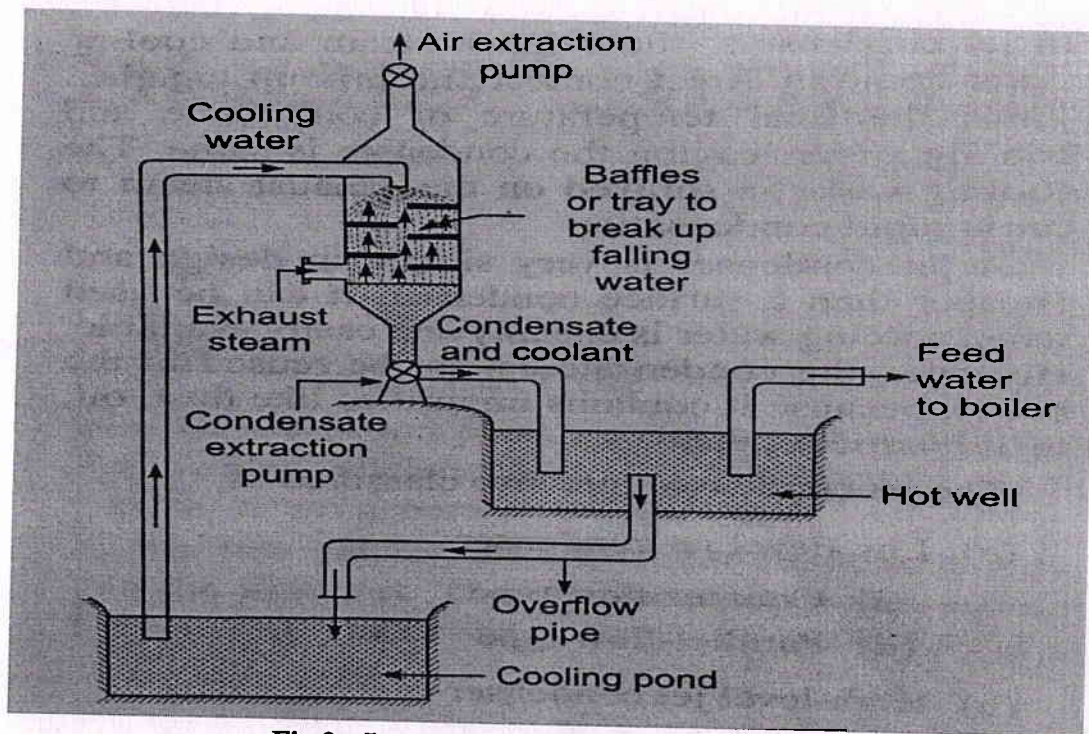 Air extraction
pump
Cooling
water
Baffles
or tray to
break up
falling
water
Exhaust
steam
Condensate
and coolant
Feed
water
to boiler
Condensate
extraction
pump
Hot well
Overflow
pipe
Cooling pond